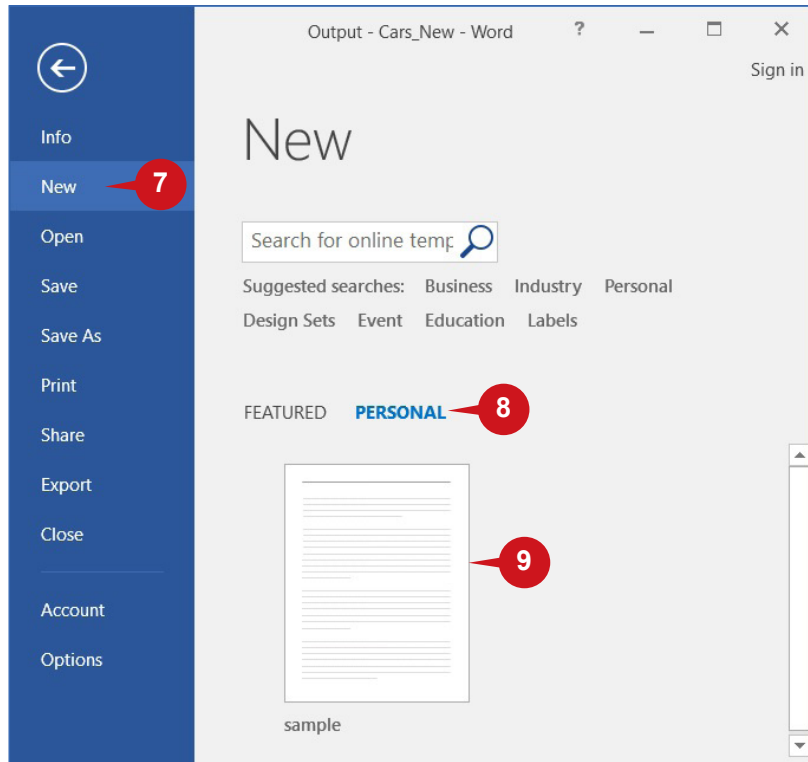 Output - Cars_New - Word ?
Sign in
Info
New 7
Open
Save
Save As
Print
Share
Export
Close
Account
Options
New
Search for online temp
Suggested searches: Business Industry Personal
Design Sets Event Education Labels
FEATURED PERSONAL 8
9
sample